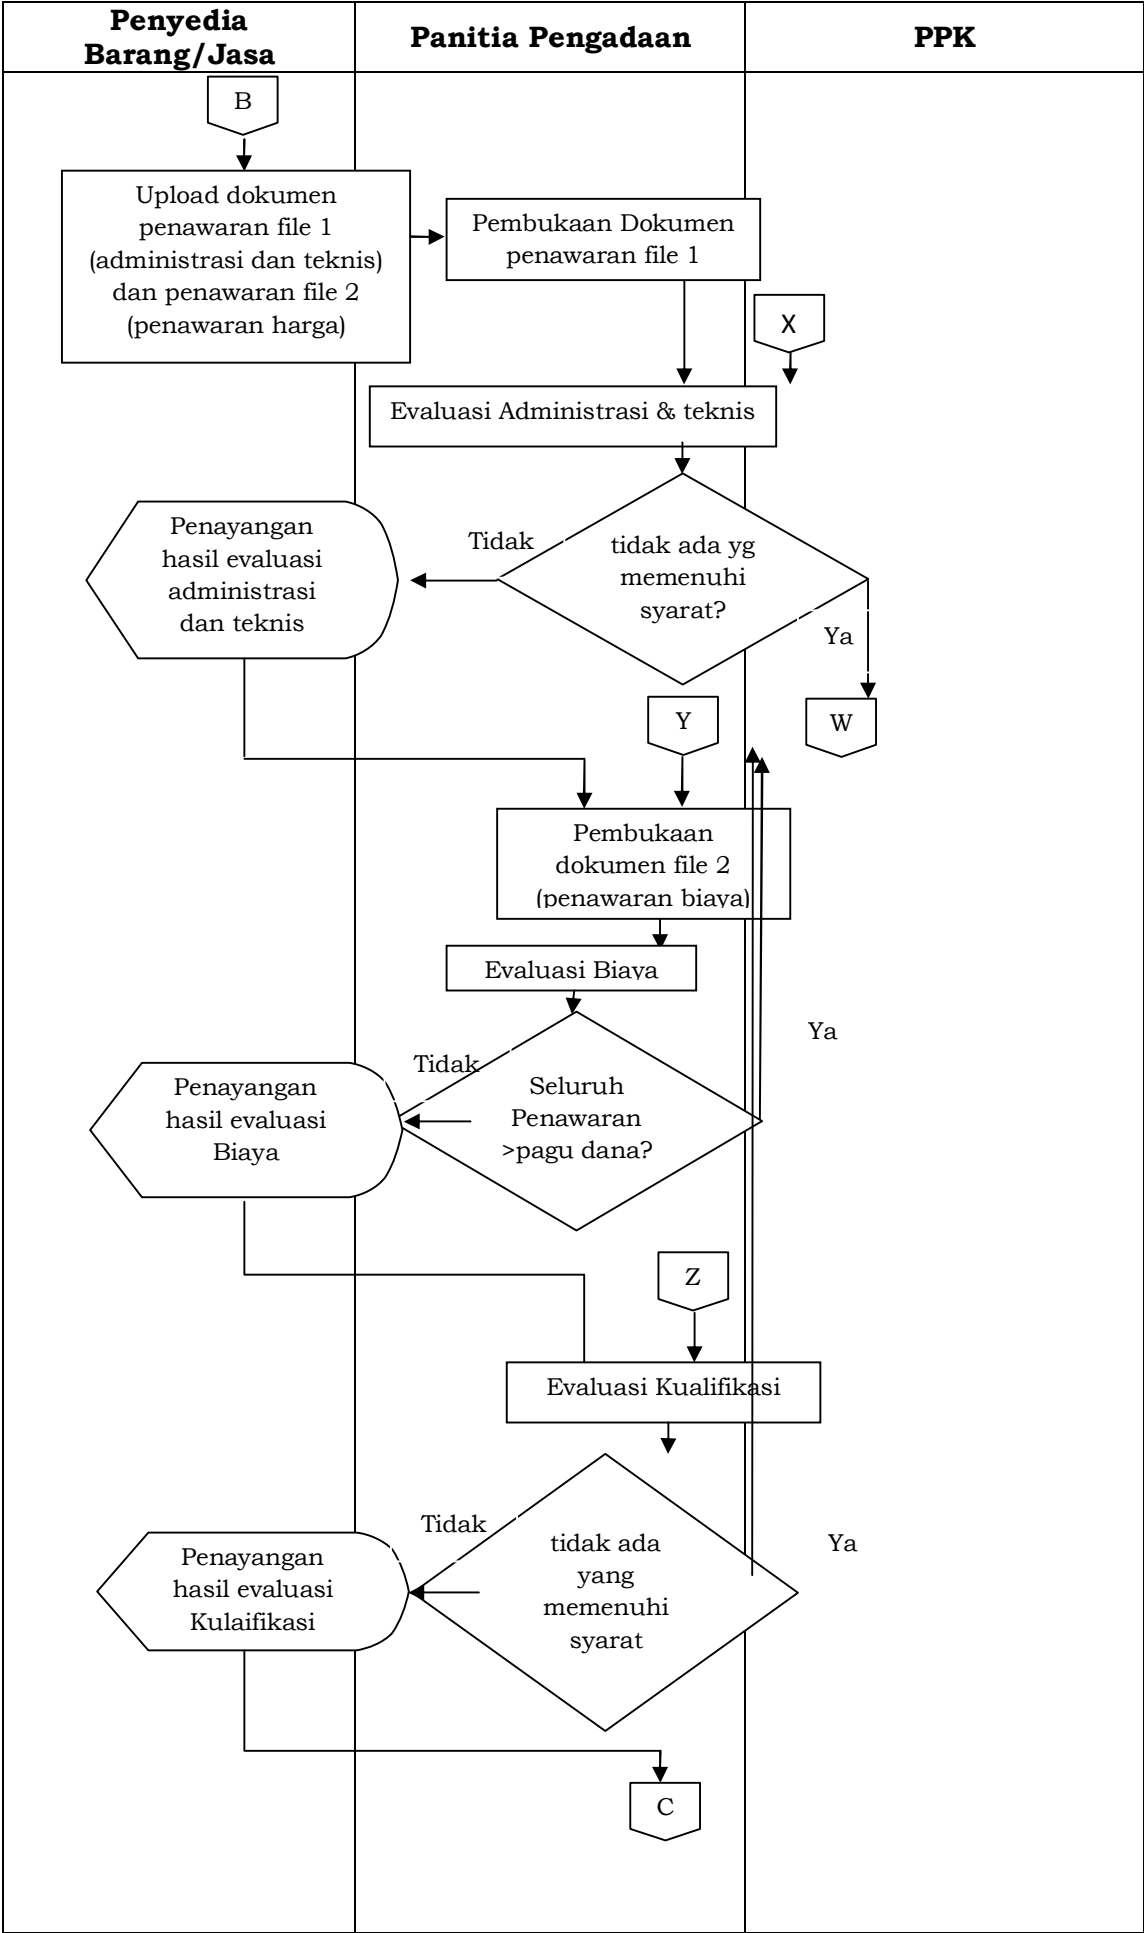 Penyedia
Barang/Jasa
Panitia Pengadaan
PPK
B
Upload dokumen
penawaran file 1
(administrasi dan teknis)
dan penawaran file 2
(penawaran harga)
Pembukaan Dokumen
penawaran file 1
X
Evaluasi Administrasi & teknis
Penayangan
hasil evaluasi
administrasi
dan teknis
Tidak
tidak ada yg
memenuhi
syarat?
Ya
Y
W
Pembukaan
dokumen file 2
(penawaran biaya)
Evaluasi Biaya
Ya
Tidak
Penayangan
hasil evaluasi
Biaya
Seluruh
Penawaran
>pagu dana?
Z
Evaluasi Kualifikasi
Tidak
Ya
Penayangan
hasil evaluasi
Kulaifikasi
tidak ada
yang
memenuhi
syarat
C